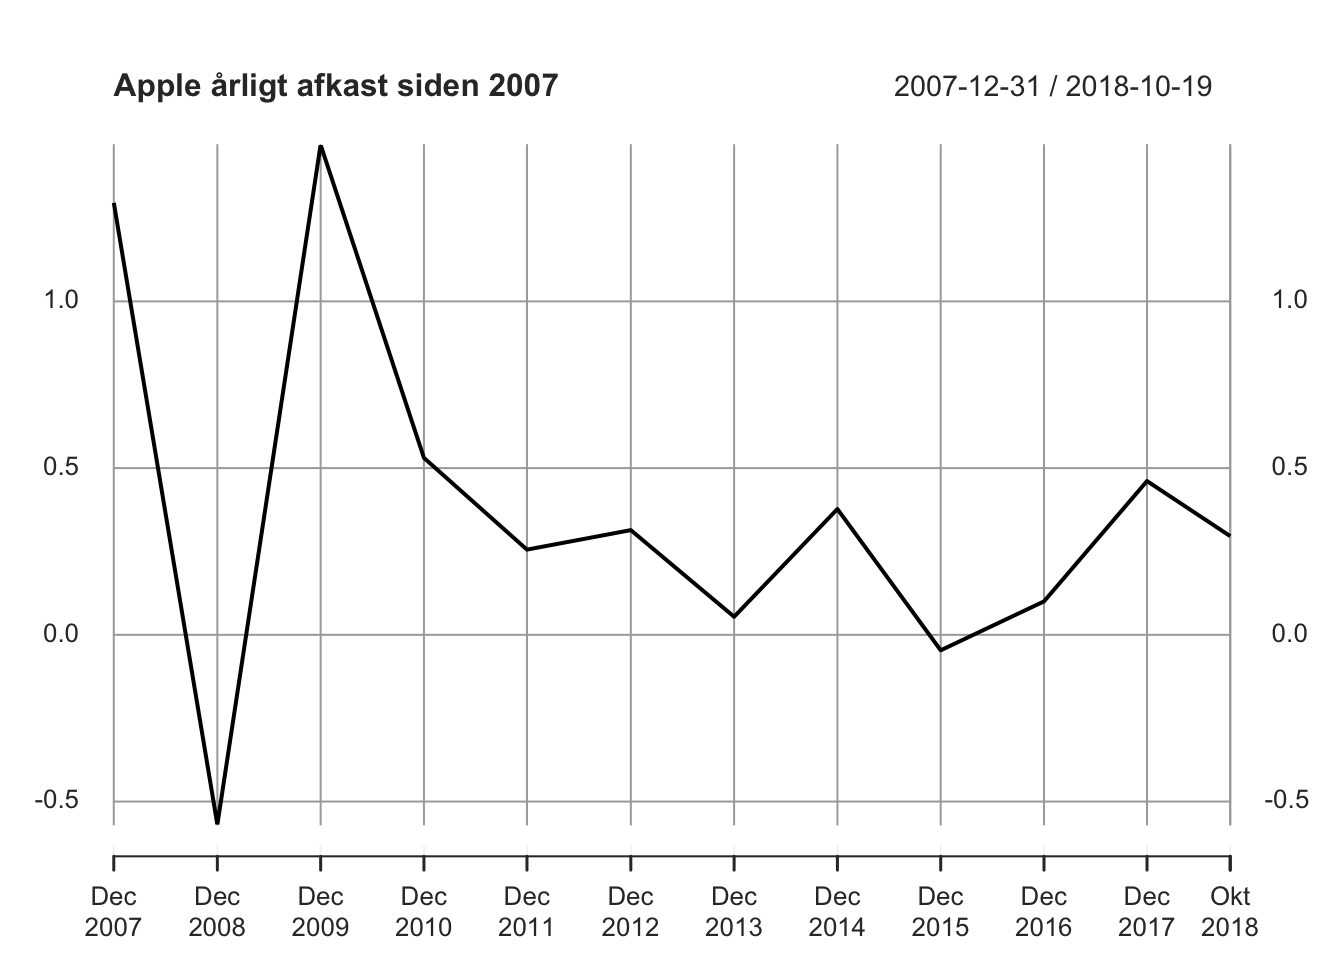 Apple årligt afkast siden 2007 2007-12-31 / 2018-10-19
1.0 1.0
0.5 0.5
0.0 0.0
-0.5 -0.5
Dec Dec Dec Dec Dec Dec Dec Dec Dec Dec Dec Okt
2007 2008 2009 2010 2011 2012 2013 2014 2015 2016 2017 2018